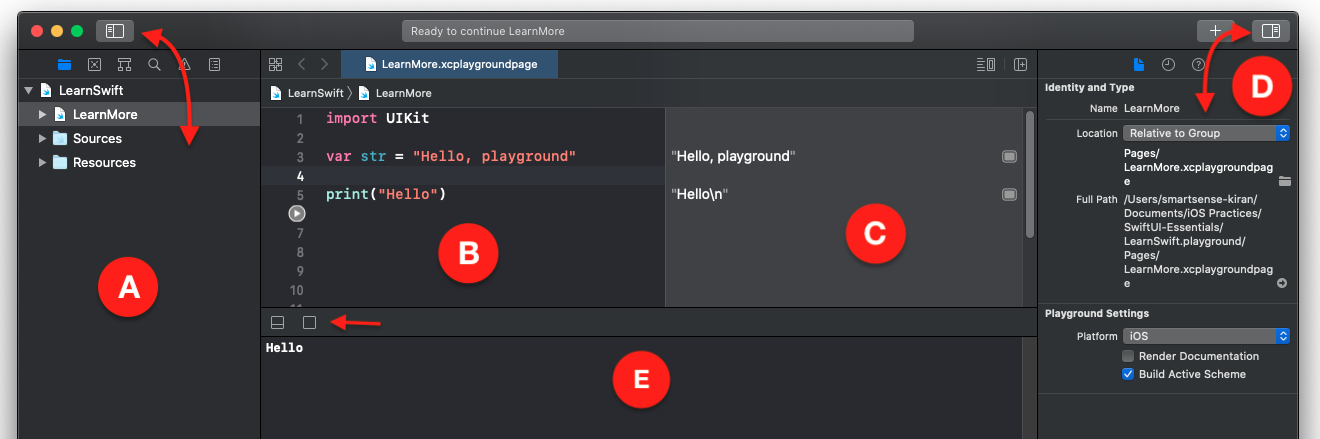 Ready to continue LearnMore
LearnMore.xcplaygroundpage
LearnSwift
LearnMore
Sources
Resources
A
LearnSwift 〉 LearnMore
1 import UIKit
2
3 var str = "Hello, playground"
4
5 print("Hello")
7
8
9
10
11
B
"Hello, playground"
"Hello\n"
C
Identity and Type
Name LearnMore
Location Relative to Group
Pages/
LearnMore.xcplaygroundpag
e
Full Path /Users/smartsense-kiran/
Documents/iOS Practices/
SwiftUI-Essentials/
LearnSwift.playground/
Pages/
LearnMore.xcplaygroundpag
e
Playground Settings
Platform iOS
Render Documentation
Build Active Scheme
D
Hello
E